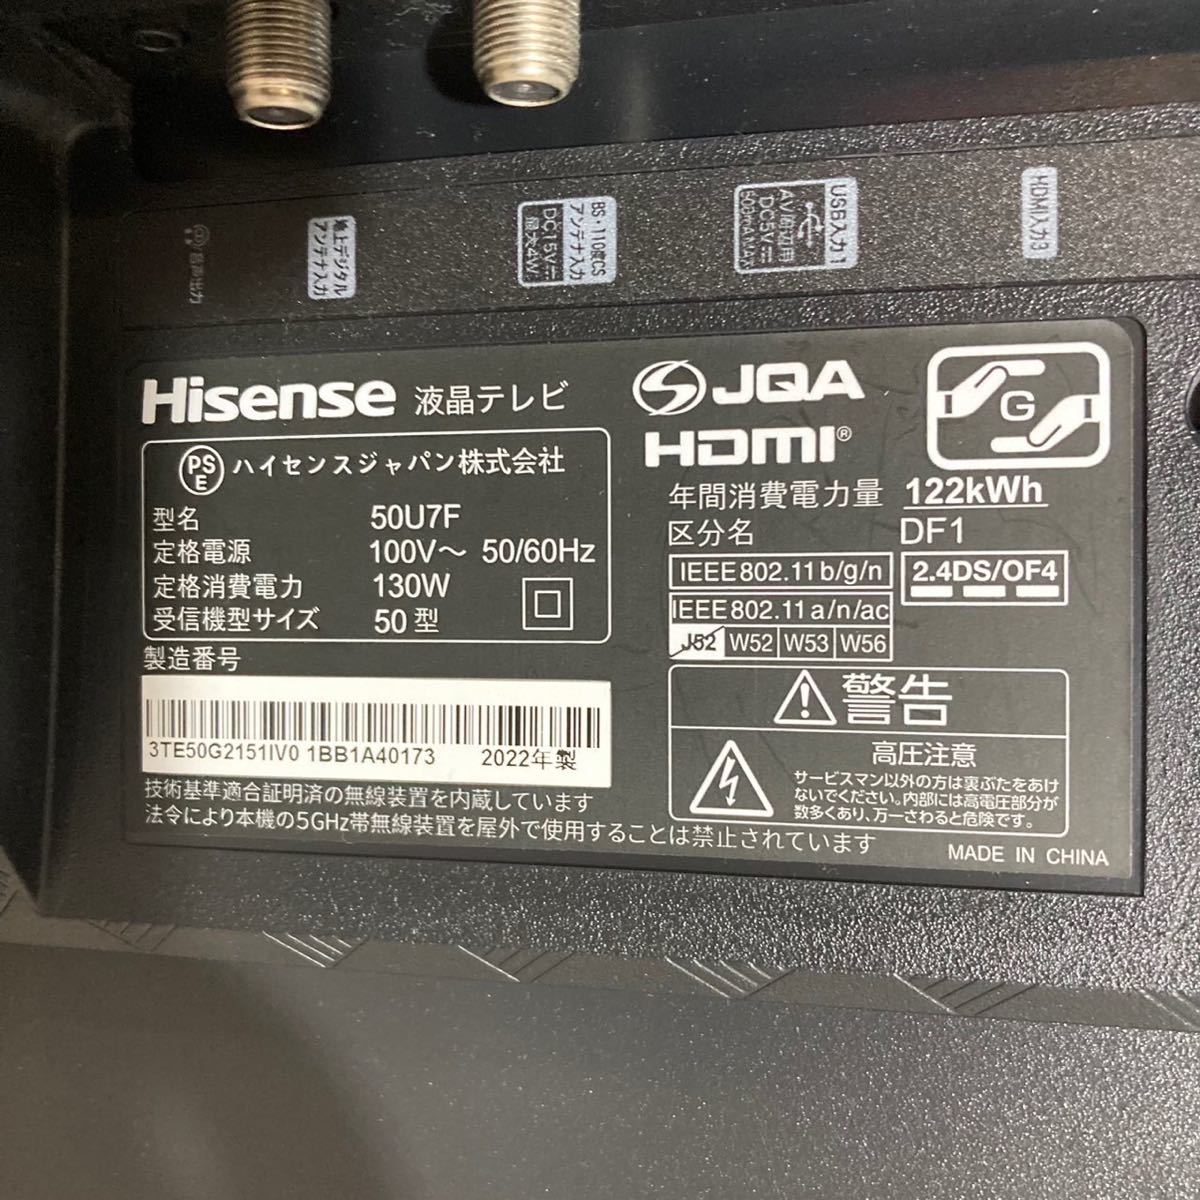 音声出力
地上デジタル
アンテナ入力
BS・110度CS
アンテナ入力
DC15V⎓
最大4W
USB入力1
AV周辺用
DC5V⎓
500mA MAX
HDMI入力3
Hisense 液晶テレビ
PS
E
ハイセンスジャパン株式会社
型名 50U7F
定格電源 100V～ 50/60Hz
定格消費電力 130W
受信機型サイズ 50型
製造番号
3TE50G2151IV0 1BB1A40173 2022年製
技術基準適合証明済の無線装置を内蔵しています
法令により本機の5GHz帯無線装置を屋外で使用することは禁止されています
JQA
HDMI®
G
年間消費電力量 122kWh
区分名 DF1
IEEE802.11b/g/n
2.4DS/OF4
IEEE802.11a/n/ac
J52 W52 W53 W56
警告
高圧注意
サービスマン以外の方は裏ぶたをあけ
ないでください。内部には高電圧部分が
数多くあり、万一さわると危険です。
MADE IN CHINA